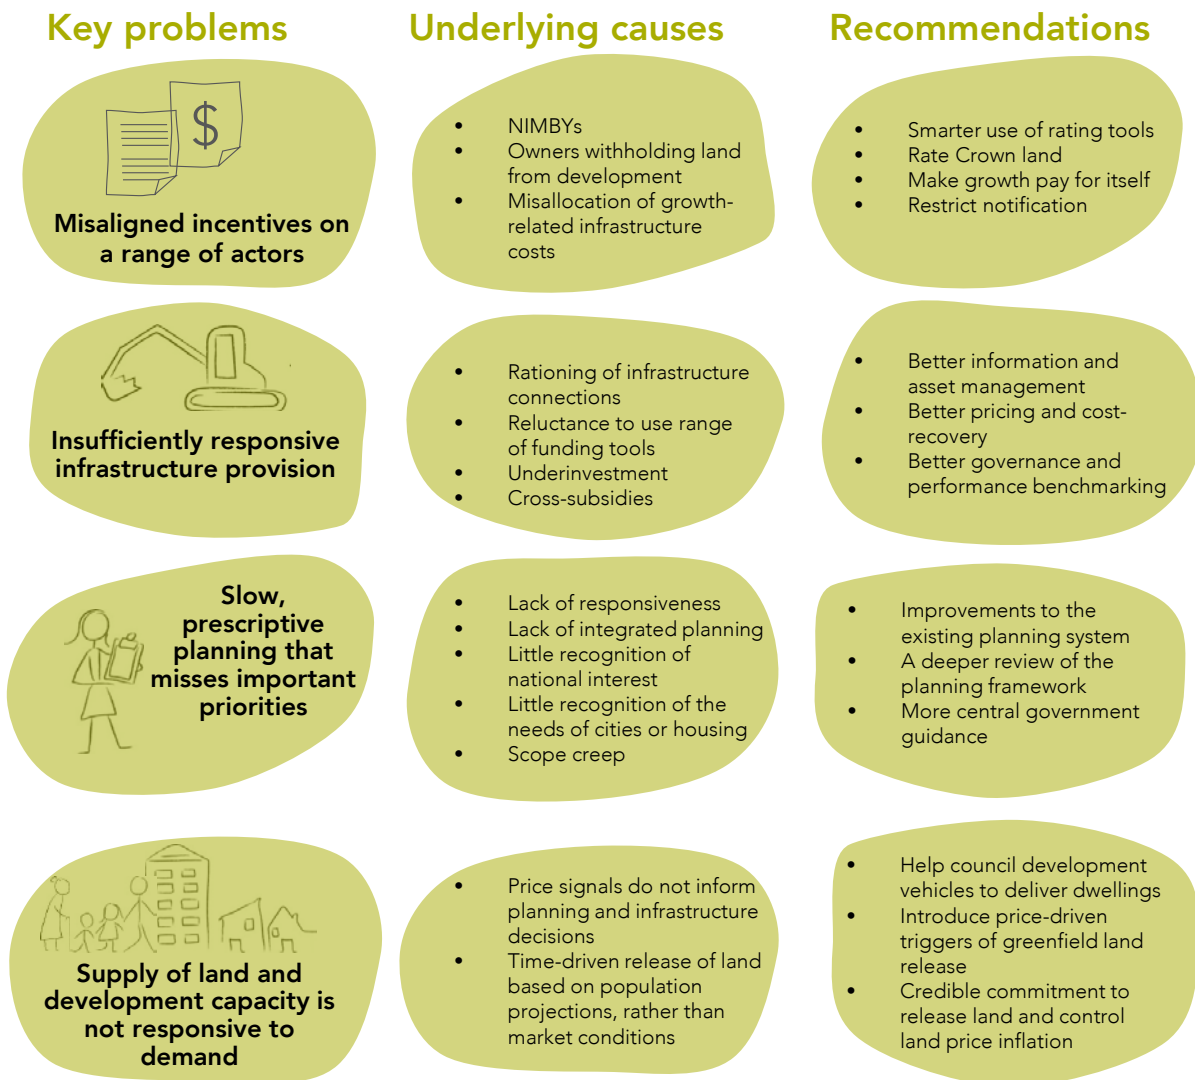 Key problems
Underlying causes
Recommendations
$
Misaligned incentives on
a range of actors
• NIMBYs
• Owners withholding land
from development
• Misallocation of growth-
related infrastructure
costs
• Smarter use of rating tools
• Rate Crown land
• Make growth pay for itself
• Restrict notification
Insufficiently responsive
infrastructure provision
• Rationing of infrastructure
connections
• Reluctance to use range
of funding tools
• Underinvestment
• Cross-subsidies
• Better information and
asset management
• Better pricing and cost-
recovery
• Better governance and
performance benchmarking
Slow,
prescriptive
planning that
misses important
priorities
• Lack of responsiveness
• Lack of integrated planning
• Little recognition of
national interest
• Little recognition of the
needs of cities or housing
• Scope creep
• Improvements to the
existing planning system
• A deeper review of the
planning framework
• More central government
guidance
Supply of land and
development capacity is
not responsive to
demand
• Price signals do not inform
planning and infrastructure
decisions
• Time-driven release of land
based on population
projections, rather than
market conditions
• Help council development
vehicles to deliver dwellings
• Introduce price-driven
triggers of greenfield land
release
• Credible commitment to
release land and control
land price inflation